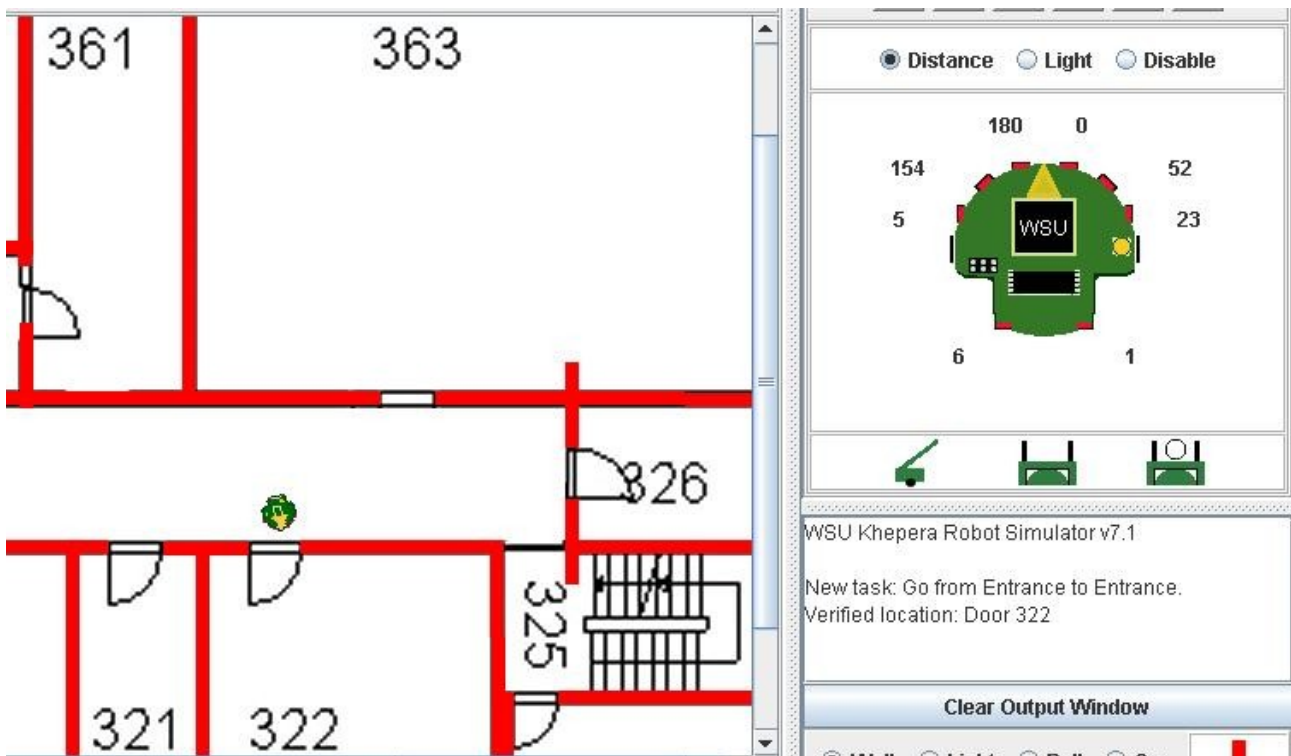 361
363
326
325
321
322
Distance Light Disable
180 0
154 52
5 23
WSU
6 1
WSU Khepera Robot Simulator v7.1
New task: Go from Entrance to Entrance.
Verified location: Door 322
Clear Output Window